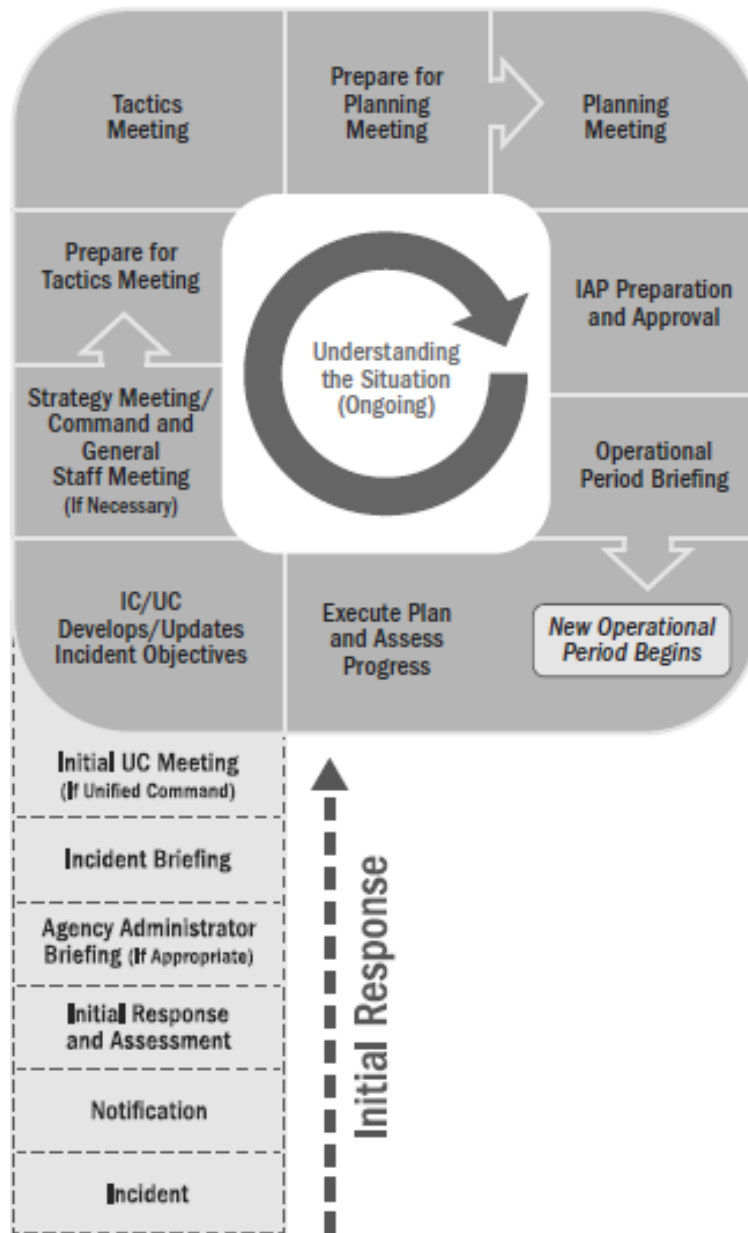 Tactics
Meeting
Prepare for
Planning
Meeting
Planning
Meeting
Prepare for
Tactics Meeting
IAP Preparation
and Approval
Understanding
the Situation
(Ongoing)
Strategy Meeting/
Command and
General
Staff Meeting
(If Necessary)
Operational
Period Briefing
IC/UC
Develops/Updates
Incident Objectives
Execute Plan
and Assess
Progress
New Operational
Period Begins
Initial UC Meeting
(If Unified Command)
Incident Briefing
Agency Administrator
Briefing (If Appropriate)
Initial Response
and Assessment
Notification
Incident
Initial Response